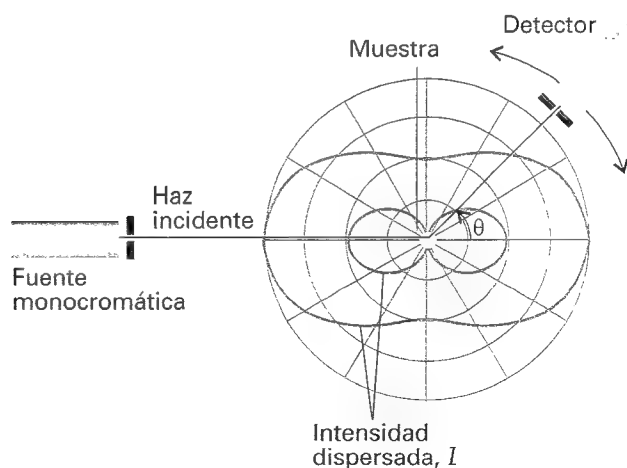 Detector
Muestra
Haz
incidente
θ
Fuente
monocromática
Intensidad
dispersada, I